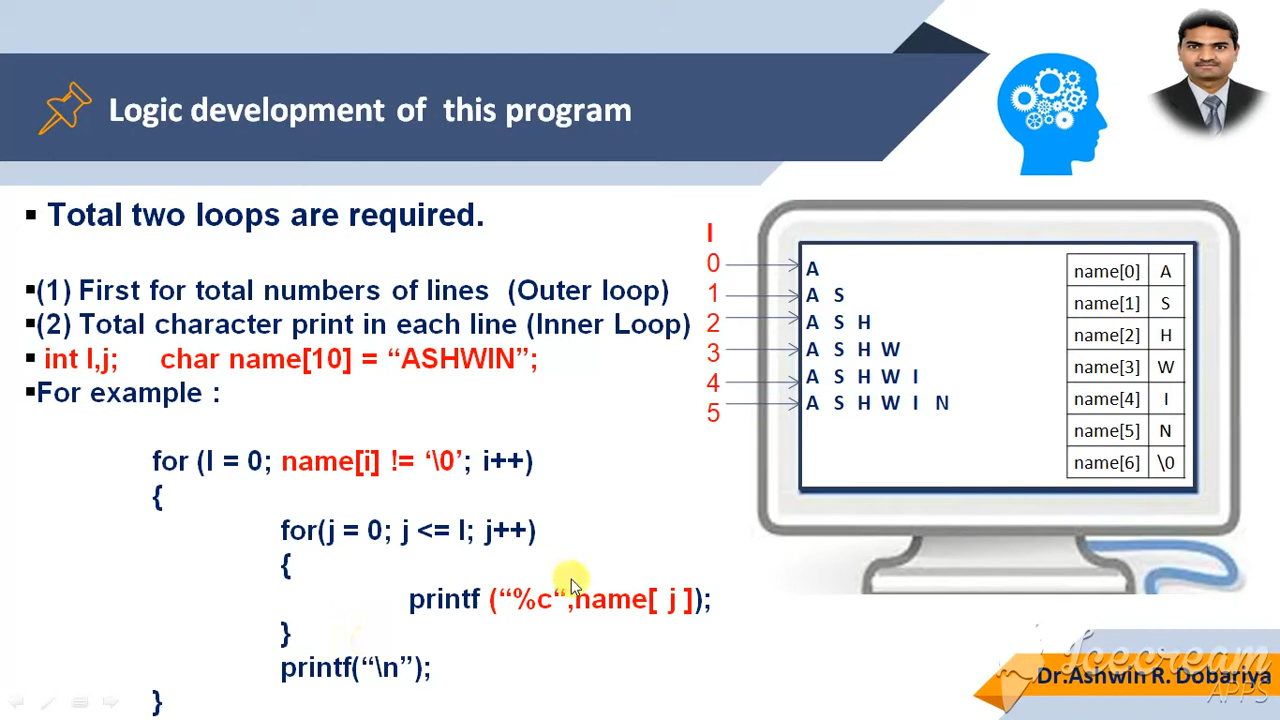 Logic development of this program
▪ Total two loops are required.
▪(1) First for total numbers of lines (Outer loop)
▪(2) Total character print in each line (Inner Loop)
▪ int I,j; char name[10] = “ASHWIN”;
▪For example :
for (I = 0; name[i] != ‘\0’; i++)
{
for(j = 0; j <= I; j++)
{
printf (“%c“,name[ j ]);
}
printf(“\n”);
}
I
0
1
2
3
4
5
A
A S
A S H
A S H W
A S H W I
A S H W I N
name[0] A
name[1] S
name[2] H
name[3] W
name[4] I
name[5] N
name[6] \0
Icecream
APPS
Dr.Ashwin R. Dobariya